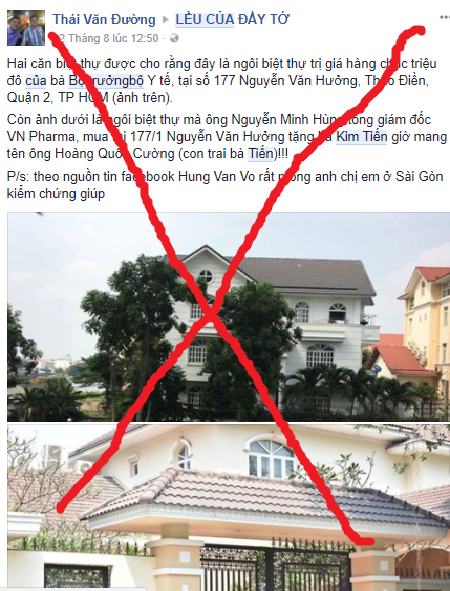 Thái Văn Đường ▸ LỀU CỦA ĐẦY TỚ
2 Tháng 8 lúc 12:50 ·
Hai căn biệt thự được cho rằng đây là ngôi biệt thự trị giá hàng chục triệu
đô của bà Bộ trưởngbộ Y tế, tại số 177 Nguyễn Văn Hưởng, Thảo Điền,
Quận 2, TP HCM (ảnh trên).
Còn ảnh dưới là ngôi biệt thự mà ông Nguyễn Minh Hùng tổng giám đốc
VN Pharma, mua tại 177/1 Nguyễn Văn Hưởng tặng bà Kim Tiến giờ mang
tên ông Hoàng Quốc Cường (con trai bà Tiến)!!!
P/s: theo nguồn tin facebook Hung Van Vo rất mong anh chị em ở Sài Gòn
kiểm chứng giúp